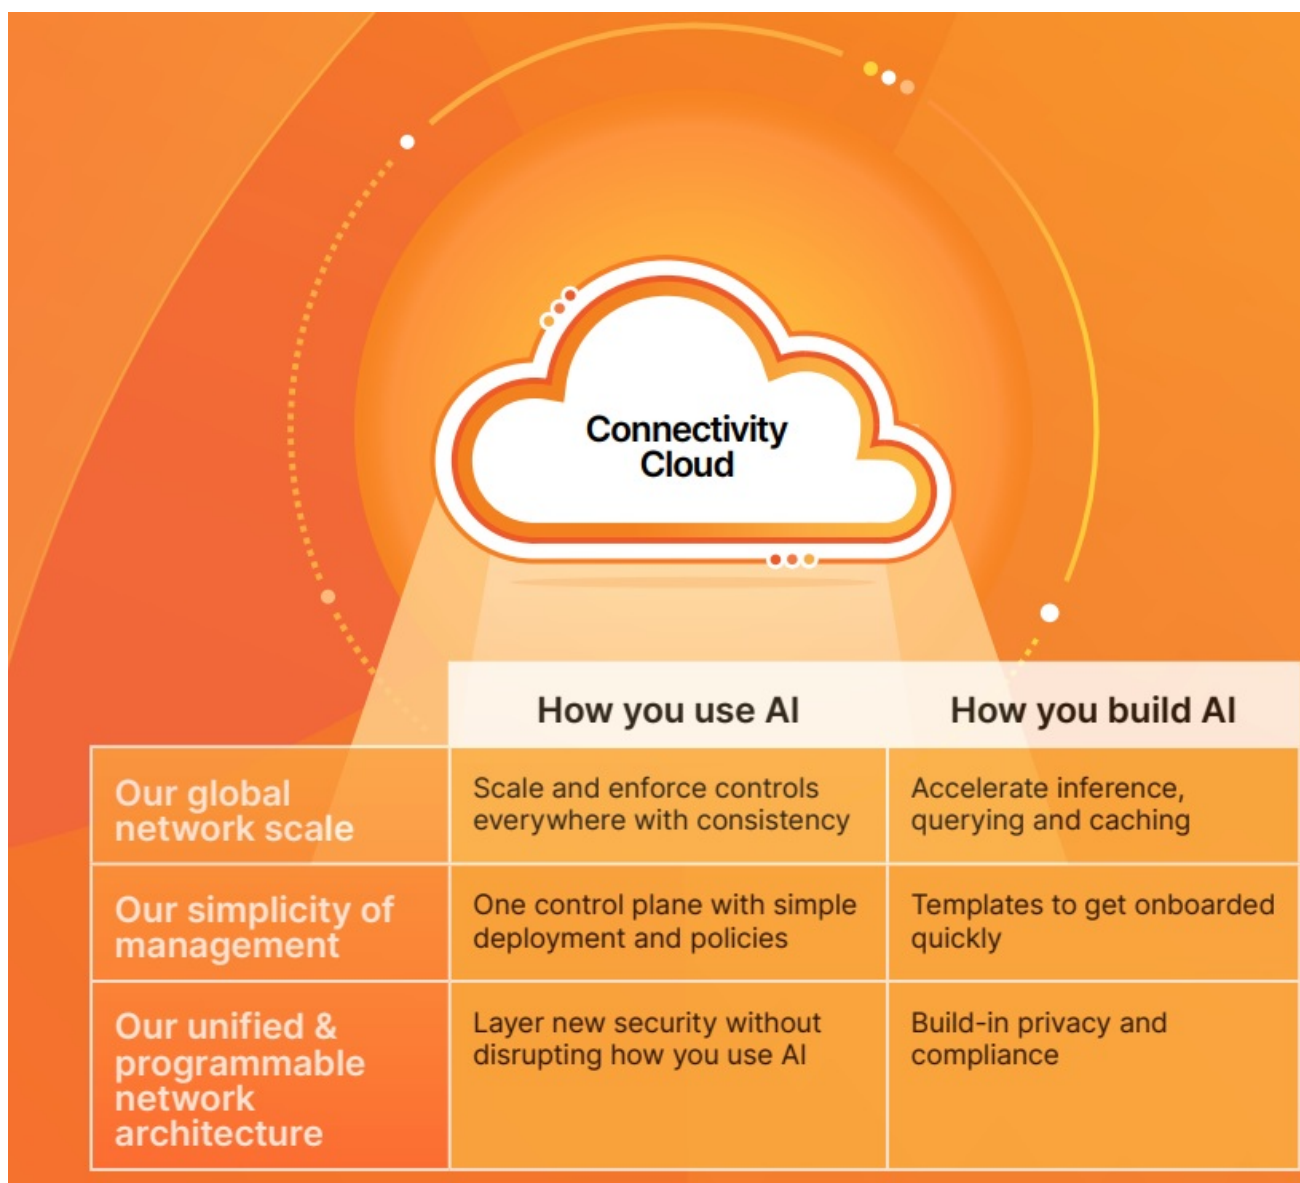 Connectivity
Cloud
How you use AI
How you build AI
Our global
network scale
Scale and enforce controls
everywhere with consistency
Accelerate inference,
querying and caching
Our simplicity of
management
One control plane with simple
deployment and policies
Templates to get onboarded
quickly
Our unified &
programmable
network
architecture
Layer new security without
disrupting how you use AI
Build-in privacy and
compliance